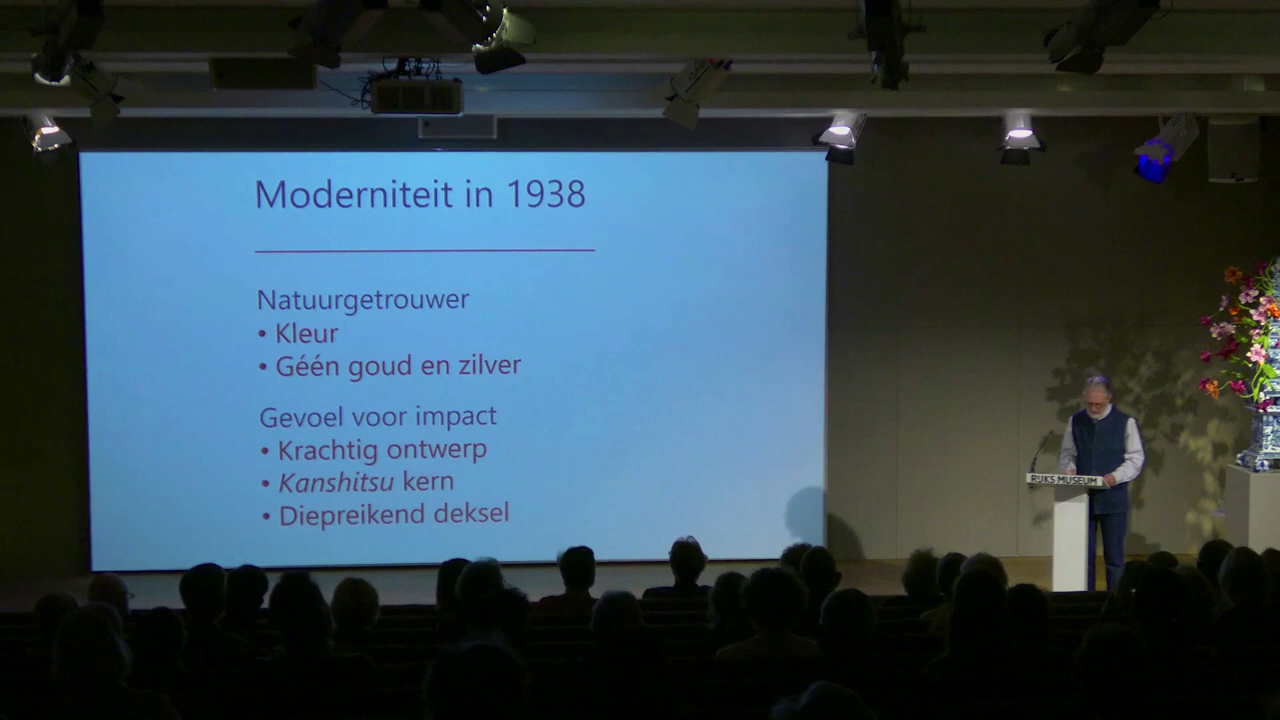 Moderniteit in 1938
Natuurgetrouwer
• Kleur
• Géén goud en zilver
Gevoel voor impact
• Krachtig ontwerp
• Kanshitsu kern
• Diepreikend deksel
RIJKS MUSEUM